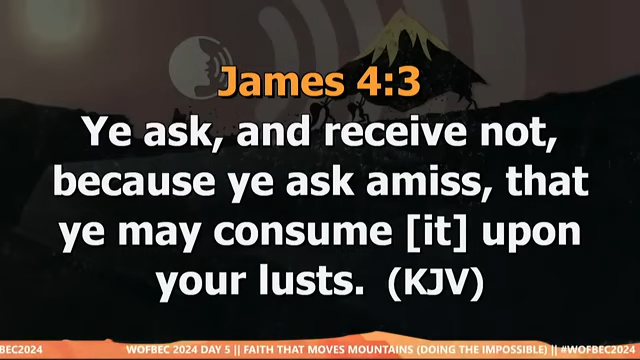 James 4:3
Ye ask, and receive not,
because ye ask amiss, that
ye may consume [it] upon
your lusts. (KJV)
BEC2024 WOFBEC 2024 DAY 5 || FAITH THAT MOVES MOUNTAINS (DOING THE IMPOSSIBLE) || #WOFBEC2024